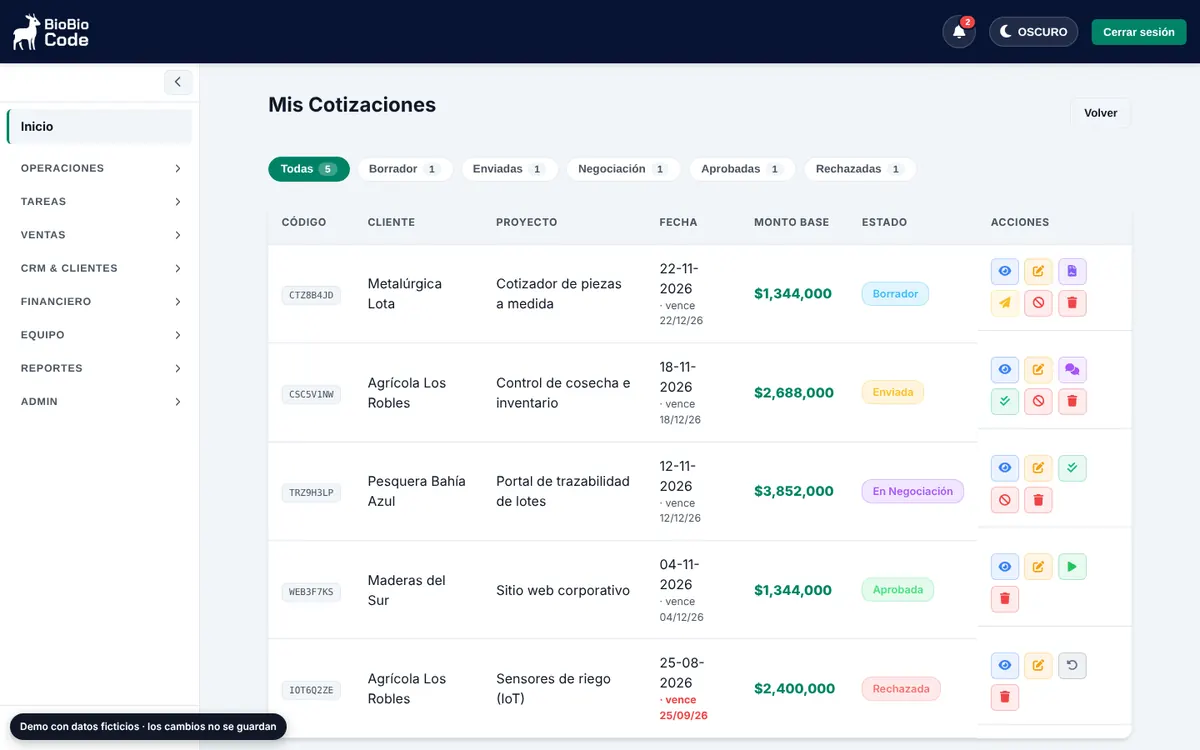 BioBio
Code
2
OSCURO
Cerrar sesión
Inicio
OPERACIONES
TAREAS
VENTAS
CRM & CLIENTES
FINANCIERO
EQUIPO
REPORTES
ADMIN
Mis Cotizaciones
Volver
Todas 5
Borrador 1
Enviadas 1
Negociación 1
Aprobadas 1
Rechazadas 1
CÓDIGO CLIENTE PROYECTO FECHA MONTO BASE ESTADO ACCIONES
CTZ8B4JD
Metalúrgica
Lota
Cotizador de piezas
a medida
22-11-
2026
· vence
22/12/26
$1,344,000
Borrador
CSC5V1NW
Agrícola Los
Robles
Control de cosecha e
inventario
18-11-
2026
· vence
18/12/26
$2,688,000
Enviada
TRZ9H3LP
Pesquera Bahía
Azul
Portal de trazabilidad
de lotes
12-11-
2026
· vence
12/12/26
$3,852,000
En Negociación
WEB3F7KS
Maderas del
Sur
Sitio web corporativo
04-11-
2026
· vence
04/12/26
$1,344,000
Aprobada
IOT6Q2ZE
Agrícola Los
Robles
Sensores de riego
(IoT)
25-08-
2026
· vence
25/09/26
$2,400,000
Rechazada
Demo con datos ficticios · los cambios no se guardan